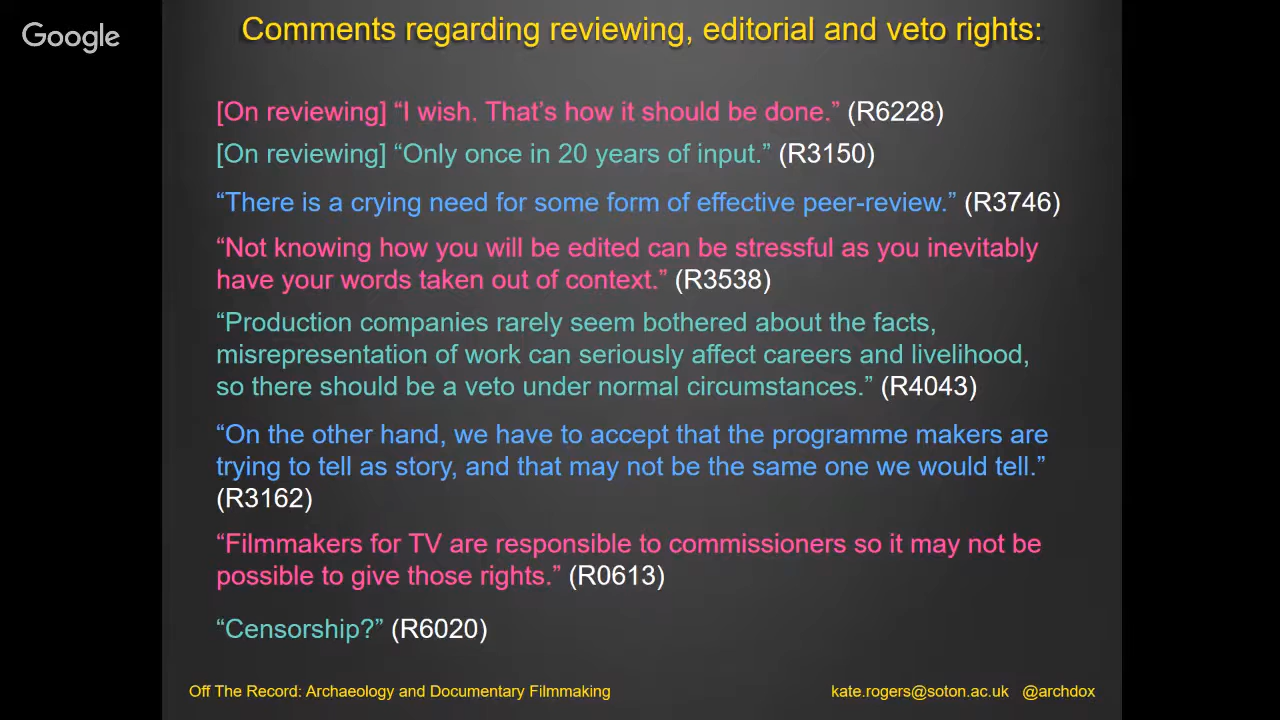 Google
Comments regarding reviewing, editorial and veto rights:
[On reviewing] “I wish. That’s how it should be done.” (R6228)
[On reviewing] “Only once in 20 years of input.” (R3150)
“There is a crying need for some form of effective peer-review.” (R3746)
“Not knowing how you will be edited can be stressful as you inevitably
have your words taken out of context.” (R3538)
“Production companies rarely seem bothered about the facts,
misrepresentation of work can seriously affect careers and livelihood,
so there should be a veto under normal circumstances.” (R4043)
“On the other hand, we have to accept that the programme makers are
trying to tell as story, and that may not be the same one we would tell.”
(R3162)
“Filmmakers for TV are responsible to commissioners so it may not be
possible to give those rights.” (R0613)
“Censorship?” (R6020)
Off The Record: Archaeology and Documentary Filmmaking
kate.rogers@soton.ac.uk @archdox